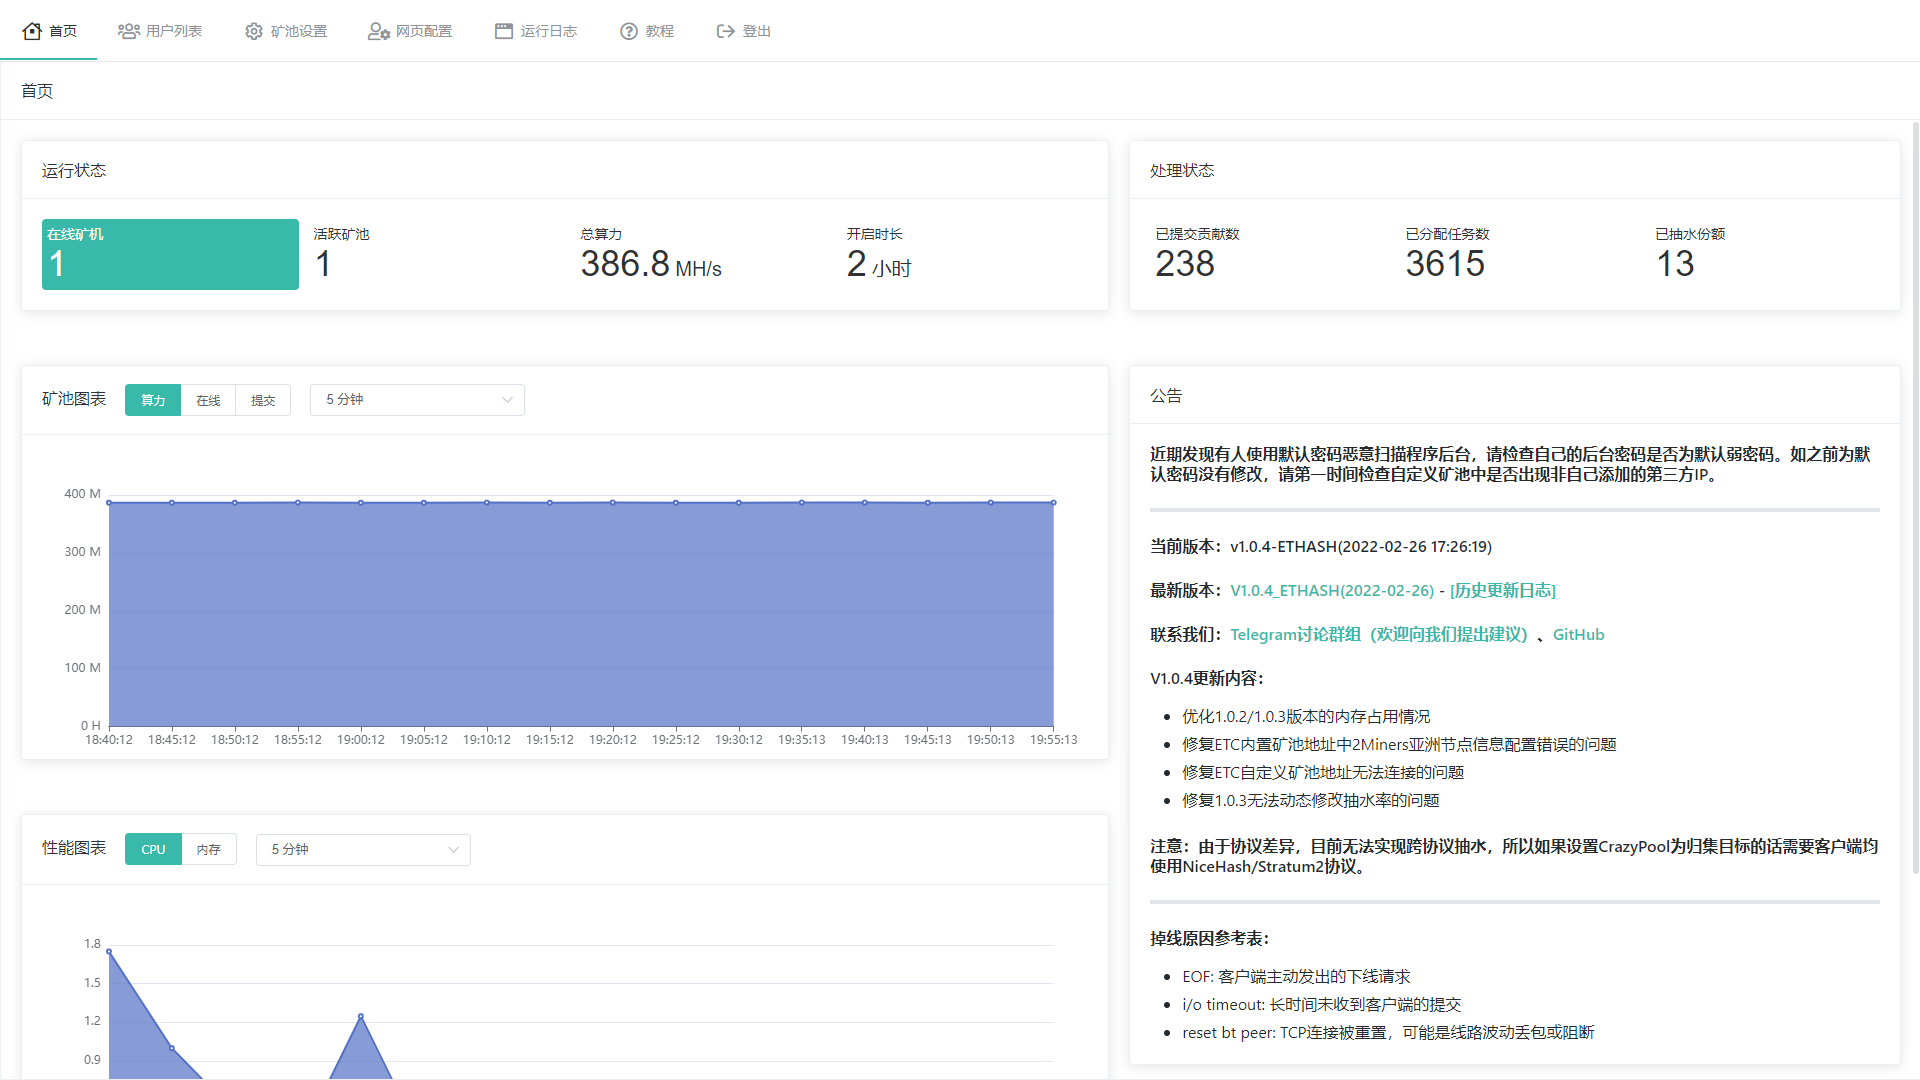 首页
用户列表
矿池设置
网页配置
运行日志
教程
登出
首页
运行状态
在线矿机
1
活跃矿池
1
总算力
386.8 MH/s
开启时长
2 小时
处理状态
已提交贡献数
238
已分配任务数
3615
已抽水份额
13
矿池图表
算力
在线
提交
5 分钟
400 M
300 M
200 M
100 M
0 H
18:40:12
18:45:12
18:50:12
18:55:12
19:00:12
19:05:12
19:10:12
19:15:12
19:20:12
19:25:12
19:30:12
19:35:13
19:40:13
19:45:13
19:50:13
19:55:13
性能图表
CPU
内存
5 分钟
1.8
1.5
1.2
0.9
公告
近期发现有人使用默认密码恶意扫描程序后台，请检查自己的后台密码是否为默认弱密码。如之前为默
认密码没有修改，请第一时间检查自定义矿池中是否出现非自己添加的第三方IP。
当前版本：v1.0.4-ETHASH(2022-02-26 17:26:19)
最新版本：V1.0.4_ETHASH(2022-02-26) - [历史更新日志]
联系我们：Telegram讨论群组（欢迎向我们提出建议）、GitHub
V1.0.4更新内容：
优化1.0.2/1.0.3版本的内存占用情况
修复ETC内置矿池地址中2Miners亚洲节点信息配置错误的问题
修复ETC自定义矿池地址无法连接的问题
修复1.0.3无法动态修改抽水率的问题
注意：由于协议差异，目前无法实现跨协议抽水，所以如果设置CrazyPool为归集目标的话需要客户端均
使用NiceHash/Stratum2协议。
掉线原因参考表：
EOF: 客户端主动发出的下线请求
i/o timeout: 长时间未收到客户端的提交
reset bt peer: TCP连接被重置，可能是线路波动丢包或阻断